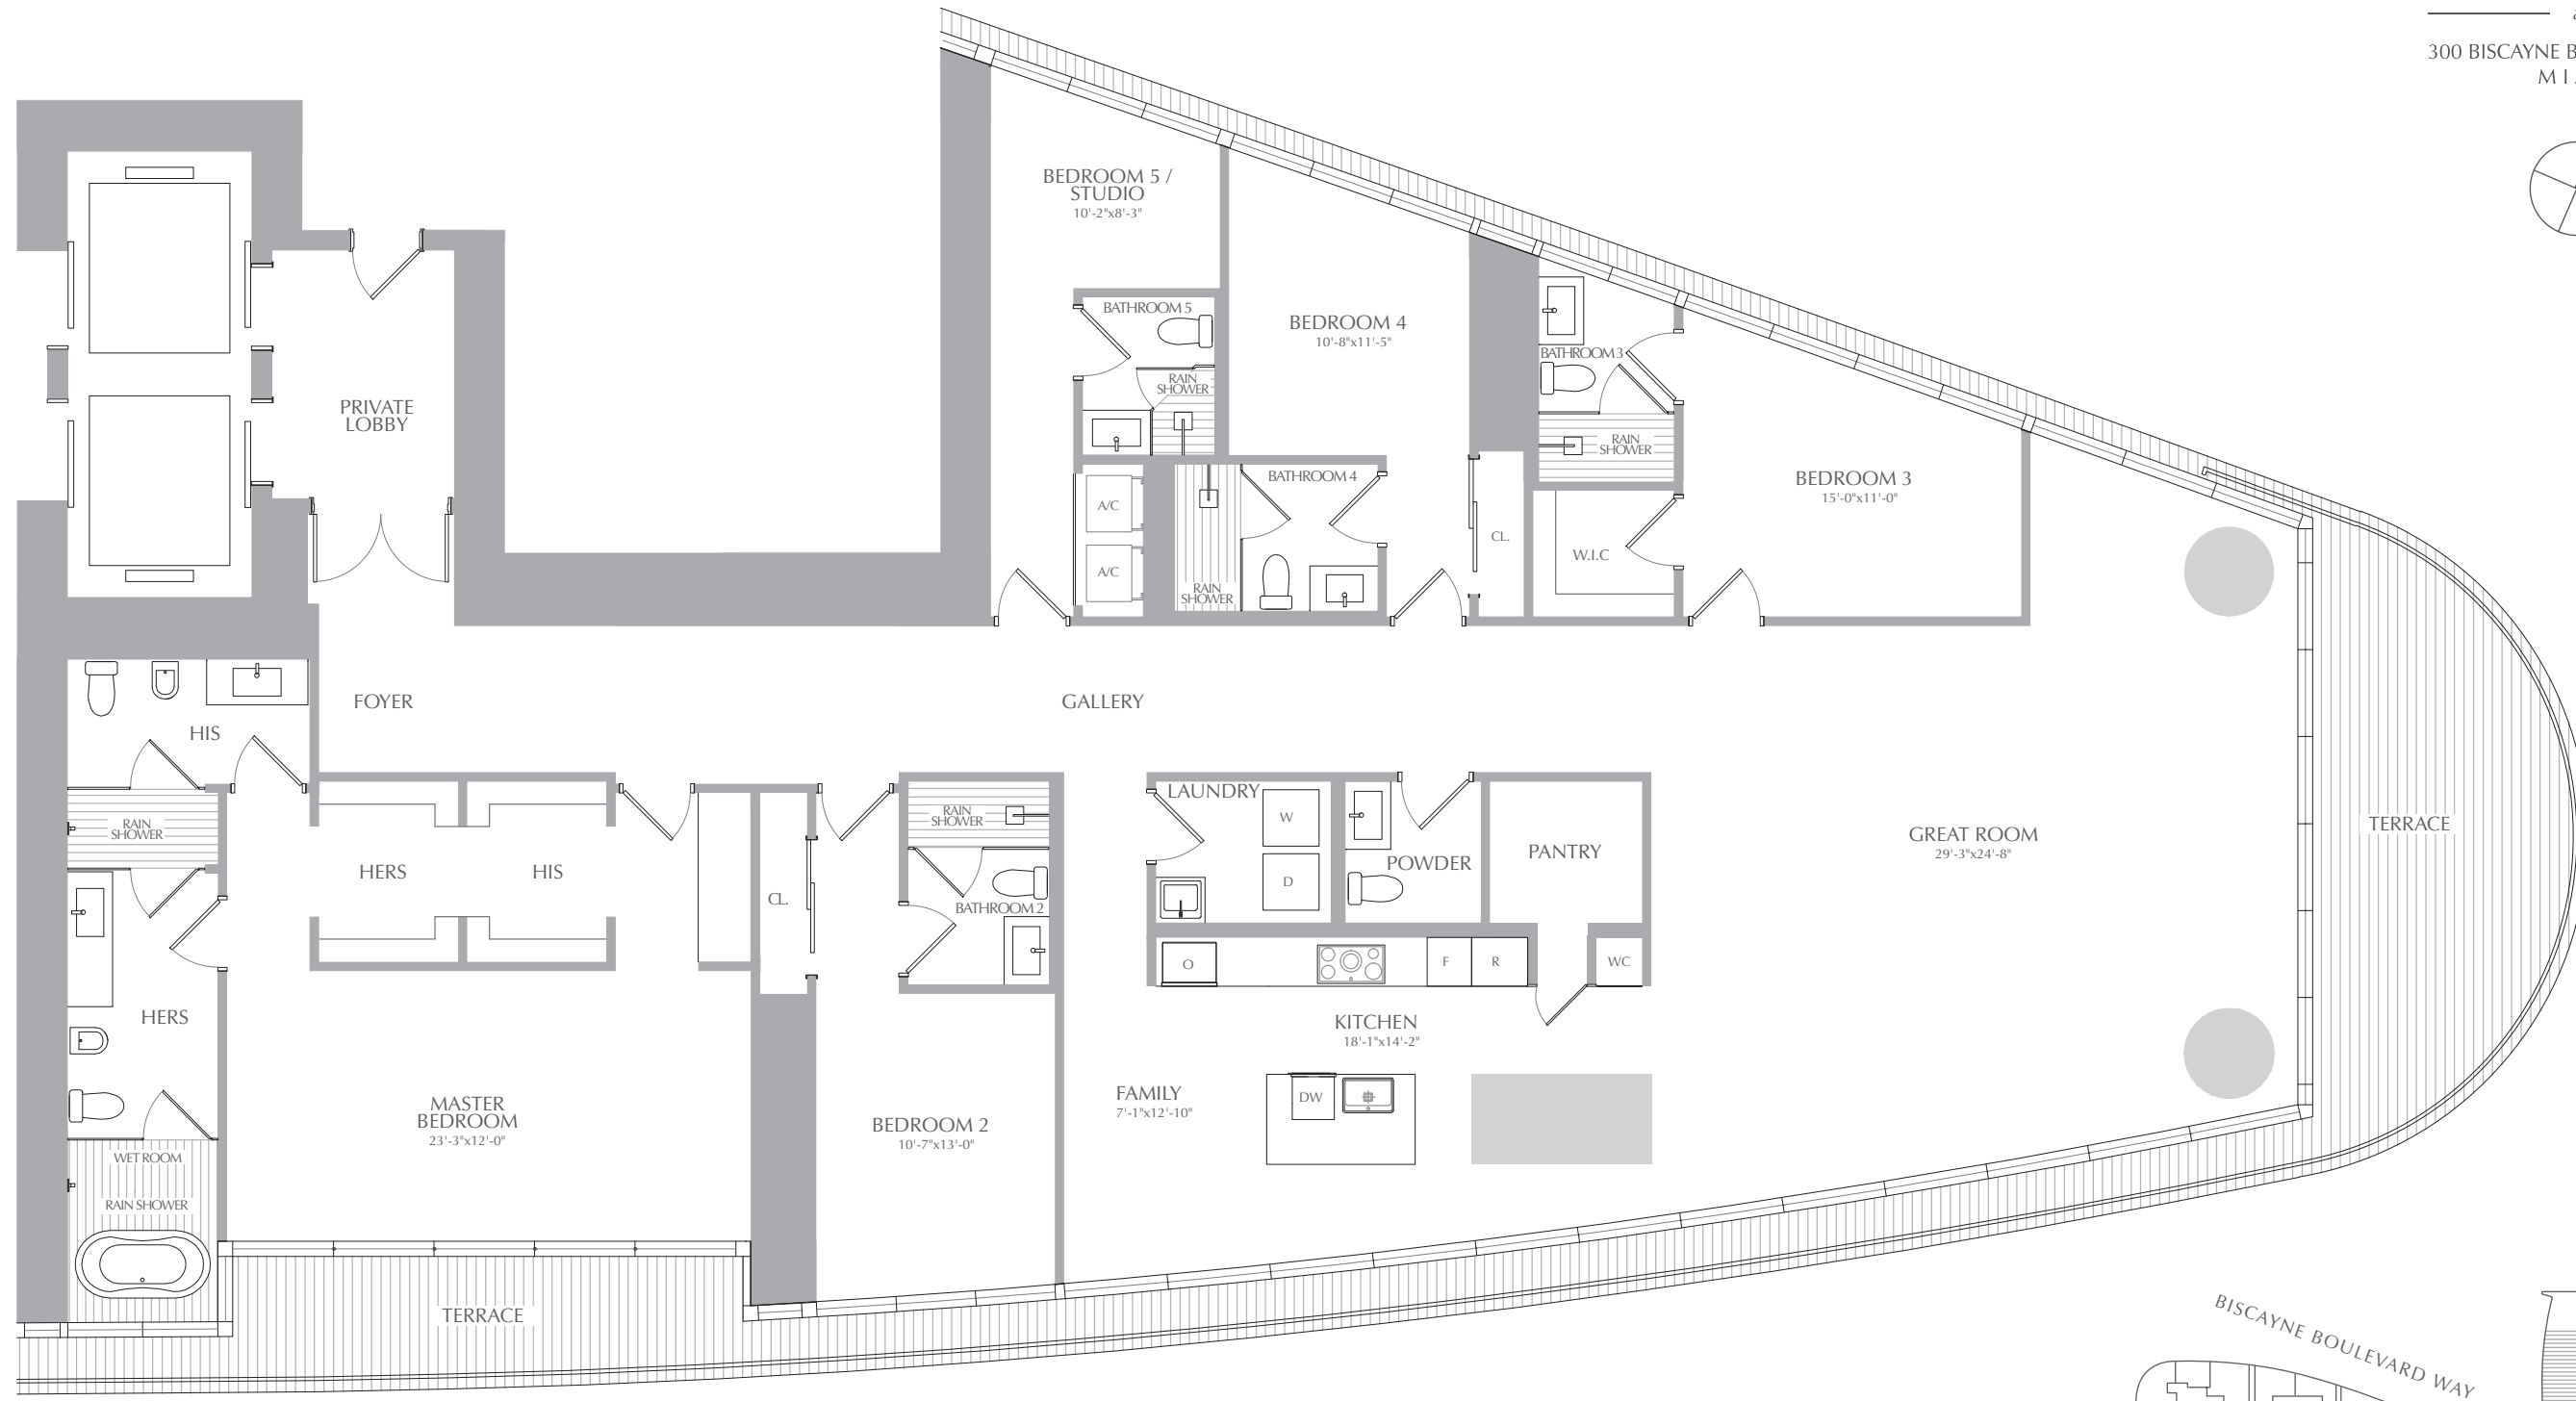 300 BISCAYNE
BEDROOM 5 /
STUDIO
10'-2"x8'-3"
BATHROOM 5
RAIN
SHOWER
BEDROOM 4
10'-8"x11'-5"
BATHROOM 3
RAIN
SHOWER
PRIVATE
LOBBY
BATHROOM 4
BEDROOM 3
15'-0"x11'-0"
A/C
CL.
W.I.C
A/C
RAIN
SHOWER
FOYER
GALLERY
HIS
RAIN
SHOWER
HERS
HIS
CL.
RAIN
SHOWER
BATHROOM 2
LAUNDRY
W
D
POWDER
PANTRY
GREAT ROOM
29'-3"x24'-8"
TERRACE
O
F
R
WC
HERS
KITCHEN
18'-1"x14'-2"
MASTER
BEDROOM
23'-3"x12'-0"
BEDROOM 2
10'-7"x13'-0"
FAMILY
7'-1"x12'-10"
DW
WET ROOM
RAIN SHOWER
TERRACE
BISCAYNE BOULEVARD WAY